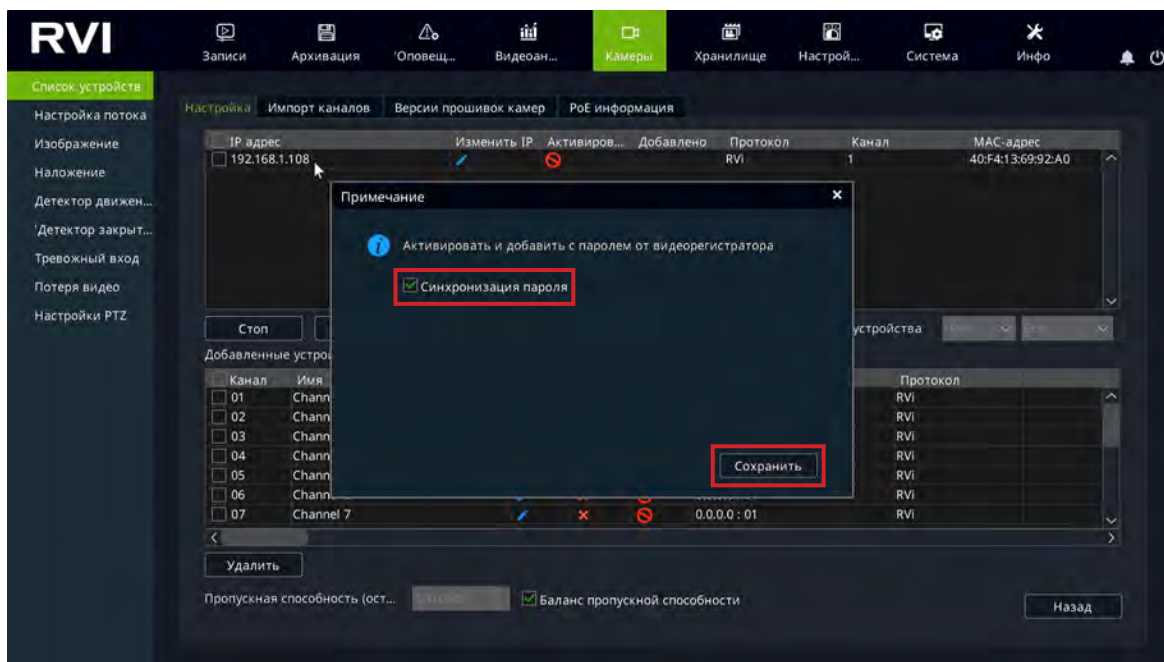 RVI
Записи Архивация 'Оповещ... Видеоан... Камеры Хранилище Настрой... Система Инфо
Список устройств
Настройка потока
Изображение
Наложение
Детектор движен...
'Детектор закрыт...
Тревожный вход
Потеря видео
Настройки PTZ
Настройка Импорт каналов Версии прошивок камер PoE информация
IP адрес Изменить IP Активиров... Добавлено Протокол Канал MAC-адрес
192.168.1.108 RVi 1 40:F4:13:69:92:A0
Примечание
Активировать и добавить с паролем от видеорегистратора
Синхронизация пароля
Сохранить
Стоп устройства
Добавленные устрой
Канал Имя Протокол
01 Chann RVi
02 Chann RVi
03 Chann RVi
04 Chann RVi
05 Chann RVi
06 Chann RVi
07 Channel 7 0.0.0.0 : 01 RVi
Удалить
Пропускная способность (ост... Баланс пропускной способности
Назад